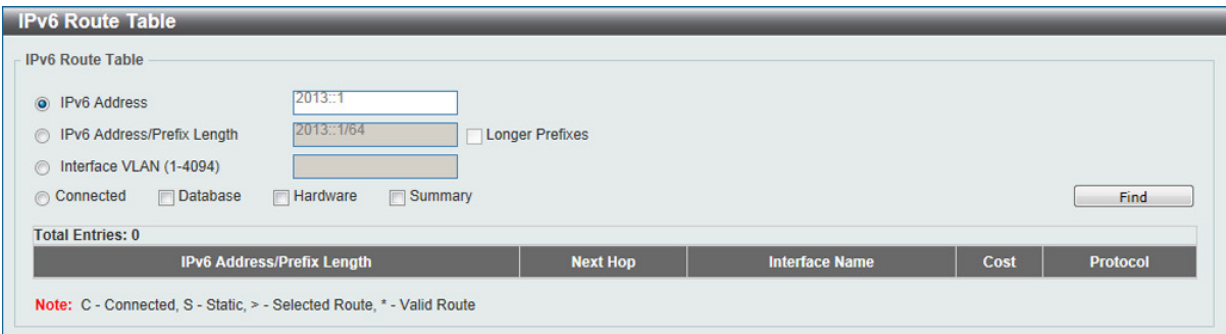 IPv6 Route Table
IPv6 Route Table
IPv6 Address 2013::1
IPv6 Address/Prefix Length 2013::1/64 Longer Prefixes
Interface VLAN (1-4094)
Connected Database Hardware Summary Find
Total Entries: 0
IPv6 Address/Prefix Length Next Hop Interface Name Cost Protocol
Note: C - Connected, S - Static, > - Selected Route, * - Valid Route